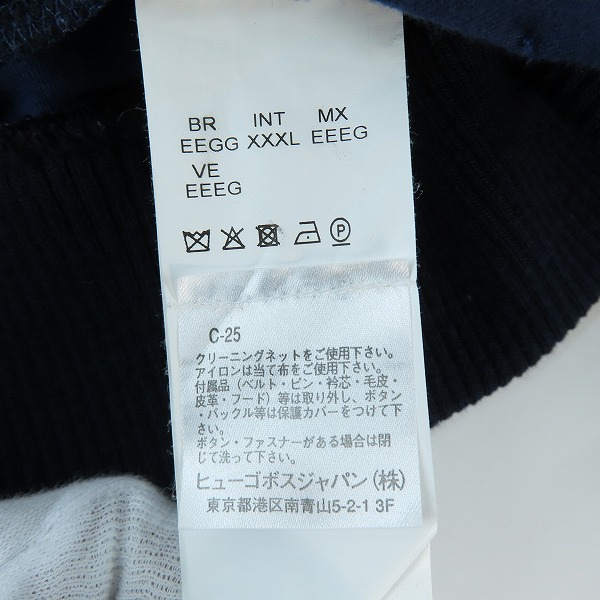 BR INT MX
EEGG XXXL EEEG
VE
EEEG
P
C-25
クリーニングネットをご使用下さい。
アイロンは当て布をご使用下さい。
付属品（ベルト・ピン・衿芯・毛皮・
皮革・フード）等は取り外し、ボタン
・バックル等は保護カバーをつけて下
さい。
ボタン・ファスナーがある場合は閉
じて洗って下さい。
ヒューゴボスジャパン（株）
東京都港区南青山5-2-1 3F